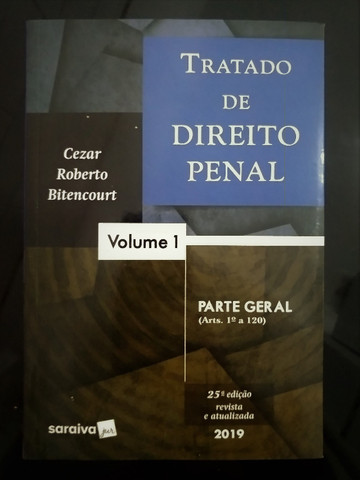 TRATADO
DE
DIREITO
PENAL
Cezar
Roberto
Bitencourt
Volume 1
PARTE GERAL
(Arts. 1º a 120)
25ª edição
revista
e atualizada
2019
saraiva jur